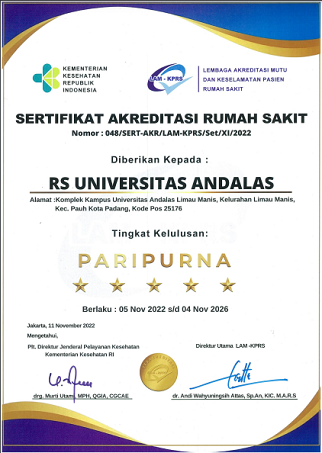 KEMENTERIAN
KESEHATAN
REPUBLIK
INDONESIA
LAM - KPRS
LEMBAGA AKREDITASI MUTU
DAN KESELAMATAN PASIEN
RUMAH SAKIT
SERTIFIKAT AKREDITASI RUMAH SAKIT
Nomor : 048/SERT-AKR/LAM-KPRS/Set/XI/2022
Diberikan Kepada :
RS UNIVERSITAS ANDALAS
Alamat :Komplek Kampus Universitas Andalas Limau Manis, Kelurahan Limau Manis,
Kec. Pauh Kota Padang, Kode Pos 25176
Tingkat Kelulusan:
PARIPURNA
Berlaku : 05 Nov 2022 s/d 04 Nov 2026
Jakarta, 11 November 2022
Mengetahui,
Plt. Direktur Jenderal Pelayanan Kesehatan
Kementerian Kesehatan RI
Direktur Utama LAM -KPRS
drg. Murti Utami, MPH, QGIA, CGCAE
dr. Andi Wahyuningsih Attas, Sp.An, KIC. M.A.R.S